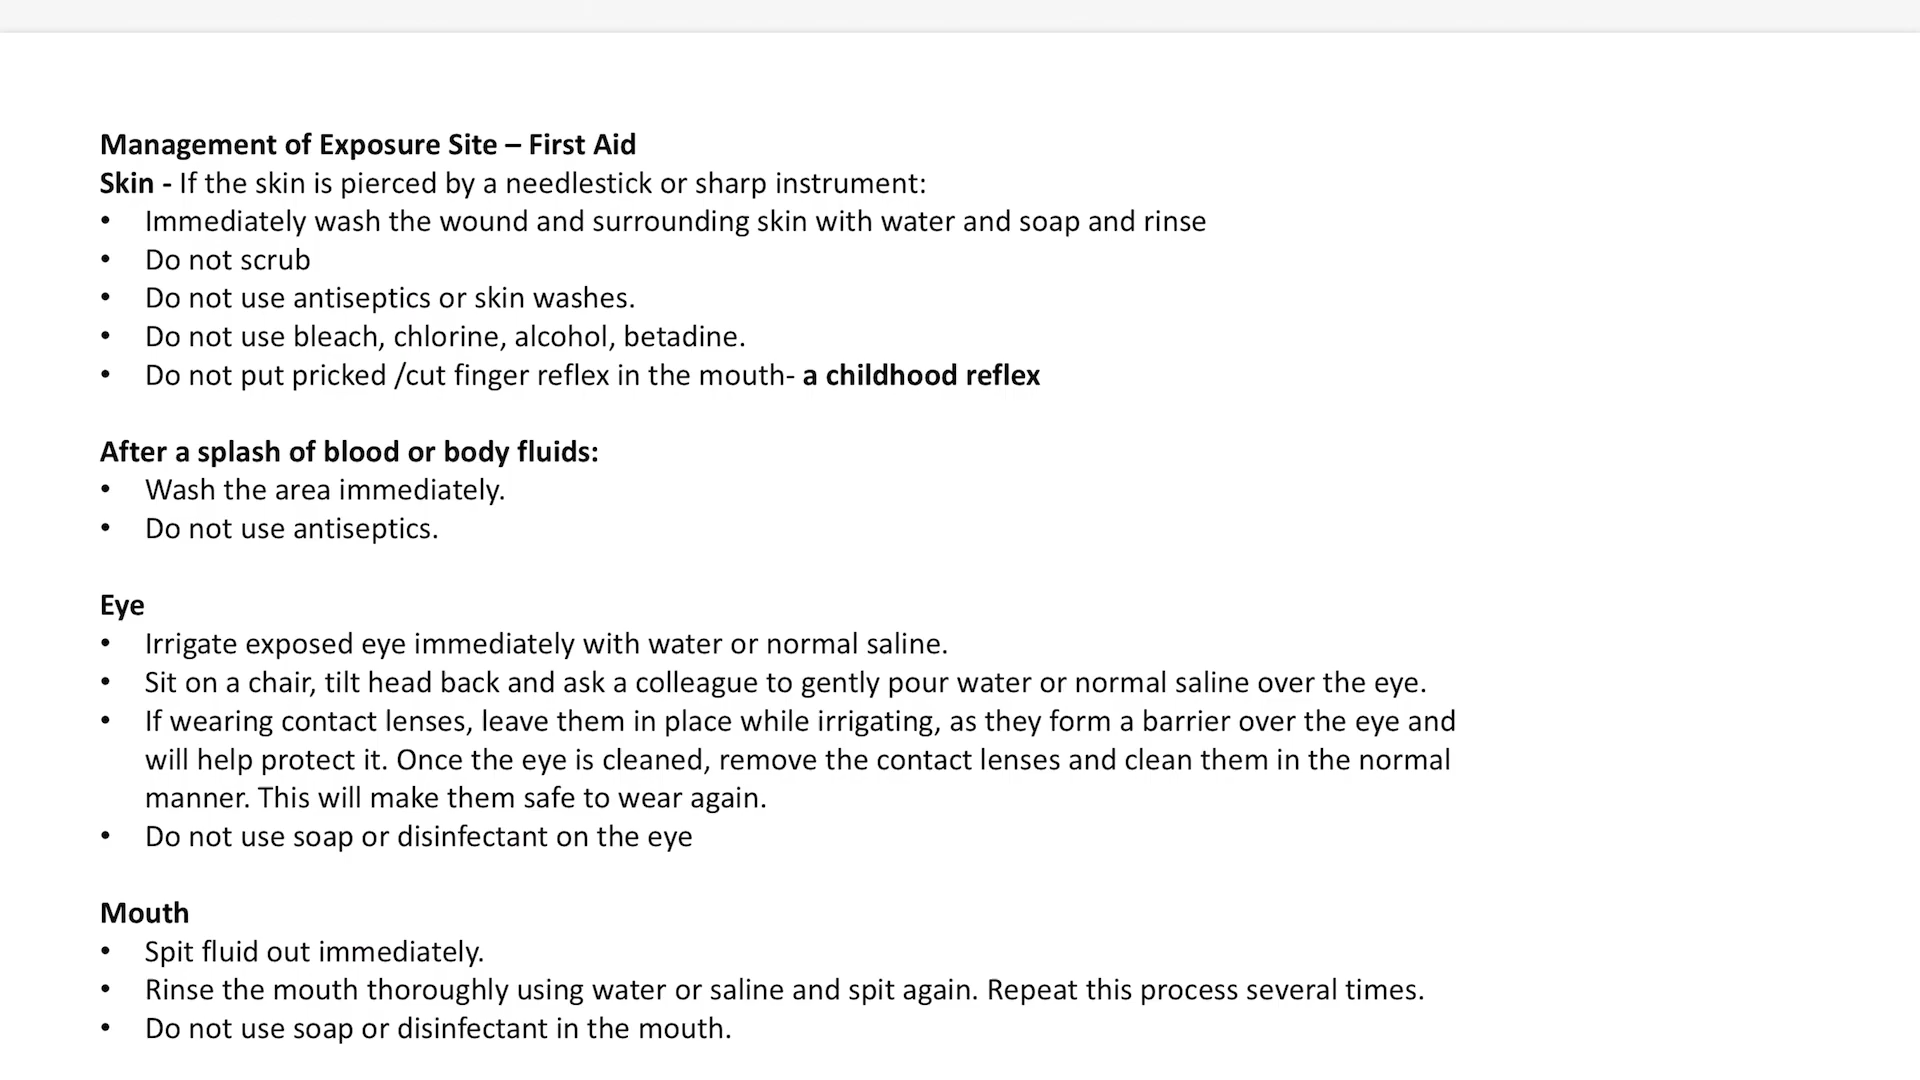 Management of Exposure Site – First Aid
Skin - If the skin is pierced by a needlestick or sharp instrument:
• Immediately wash the wound and surrounding skin with water and soap and rinse
• Do not scrub
• Do not use antiseptics or skin washes.
• Do not use bleach, chlorine, alcohol, betadine.
• Do not put pricked /cut finger reflex in the mouth- a childhood reflex
After a splash of blood or body fluids:
• Wash the area immediately.
• Do not use antiseptics.
Eye
• Irrigate exposed eye immediately with water or normal saline.
• Sit on a chair, tilt head back and ask a colleague to gently pour water or normal saline over the eye.
• If wearing contact lenses, leave them in place while irrigating, as they form a barrier over the eye and
will help protect it. Once the eye is cleaned, remove the contact lenses and clean them in the normal
manner. This will make them safe to wear again.
• Do not use soap or disinfectant on the eye
Mouth
• Spit fluid out immediately.
• Rinse the mouth thoroughly using water or saline and spit again. Repeat this process several times.
• Do not use soap or disinfectant in the mouth.